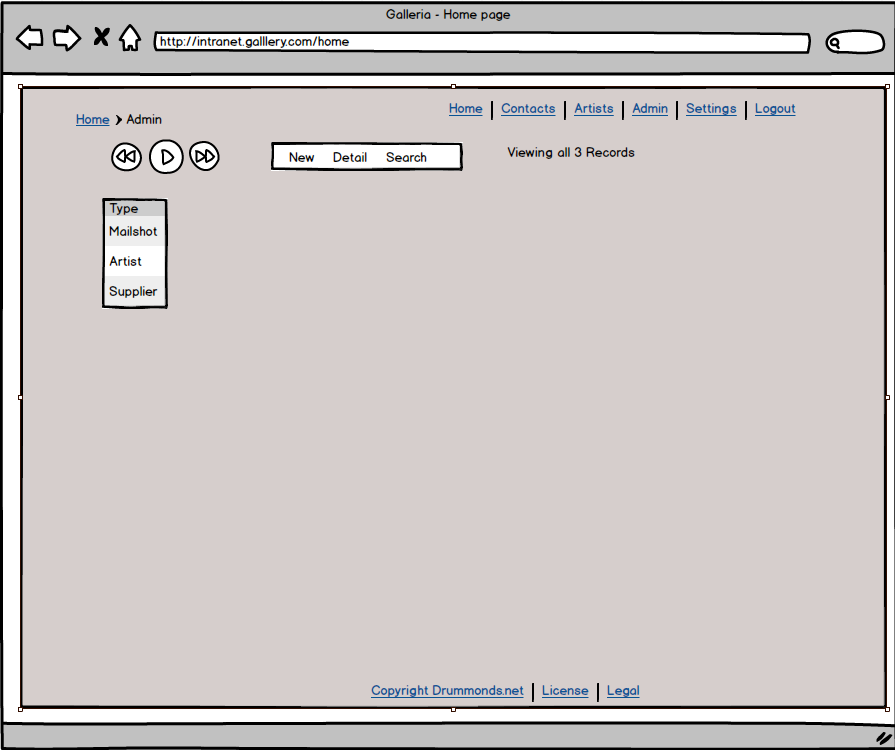 Galleria - Home page
http://intranet.galllery.com/home
Home Contacts Artists Admin Settings Logout
Home Admin
New Detail Search
Viewing all 3 Records
Type
Mailshot
Artist
Supplier
Copyright Drummonds.net License Legal